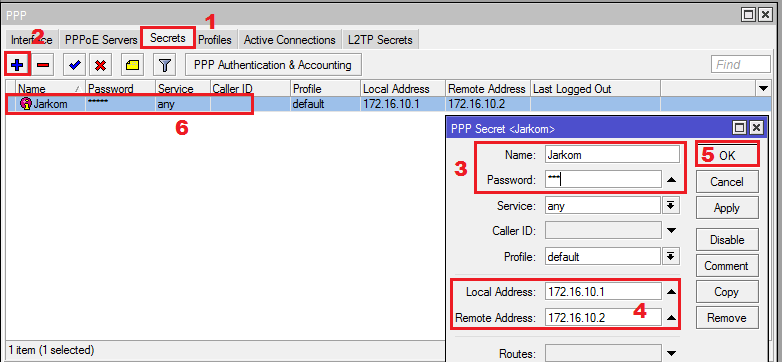 PPP
1
Interface PPPoE Servers Secrets Profiles Active Connections L2TP Secrets
2
PPP Authentication & Accounting Find
Name Password Service Caller ID Profile Local Address Remote Address Last Logged Out
Jarkom ***** any default 172.16.10.1 172.16.10.2
6
PPP Secret <Jarkom>
3
Name: Jarkom
5 OK
Password: ***
Cancel
Service: any
Apply
Caller ID:
Disable
Profile: default
Comment
Local Address: 172.16.10.1
Copy
4
Remote Address: 172.16.10.2
Remove
Routes:
1 item (1 selected)